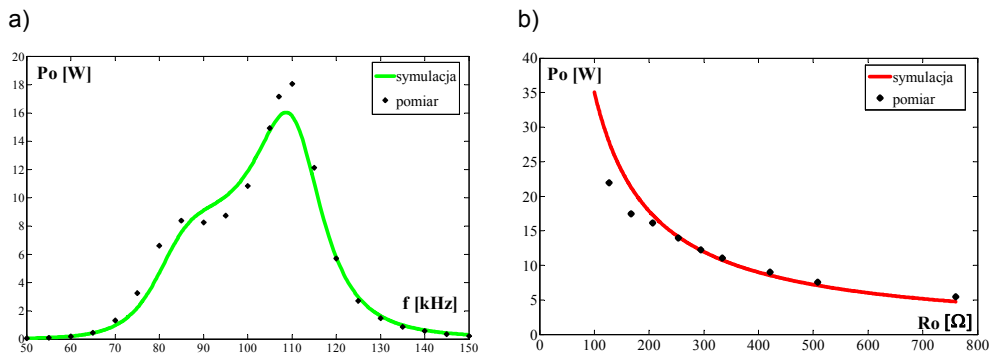 a)
Po [W]
symulacja
pomiar
20
18
16
14
12
10
8
6
4
2
0
f [kHz]
50 60 70 80 90 100 110 120 130 140 150
b)
Po [W]
symulacja
pomiar
40
35
30
25
20
15
10
5
0
Ro [Ω]
0 100 200 300 400 500 600 700 800